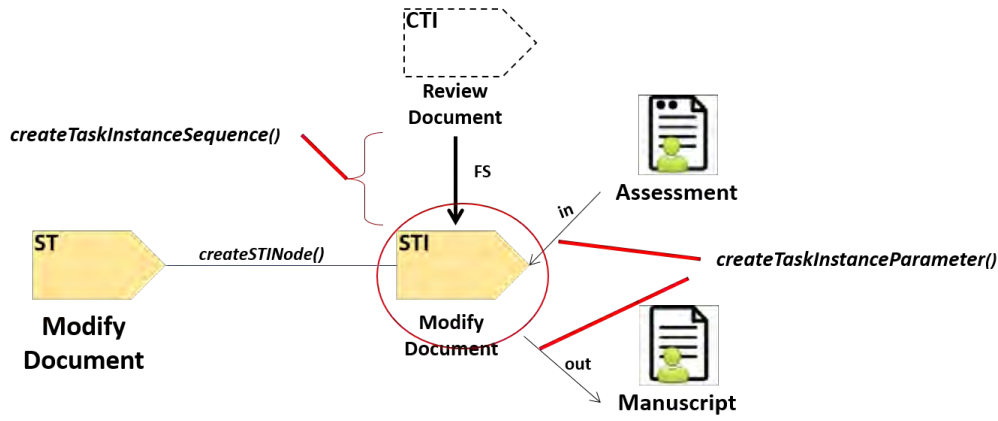 CTI
Review
Document
createTaskInstanceSequence()
FS
Assessment
in
ST
createSTINode()
STI
createTaskInstanceParameter()
Modify
Document
Modify
Document
out
Manuscript